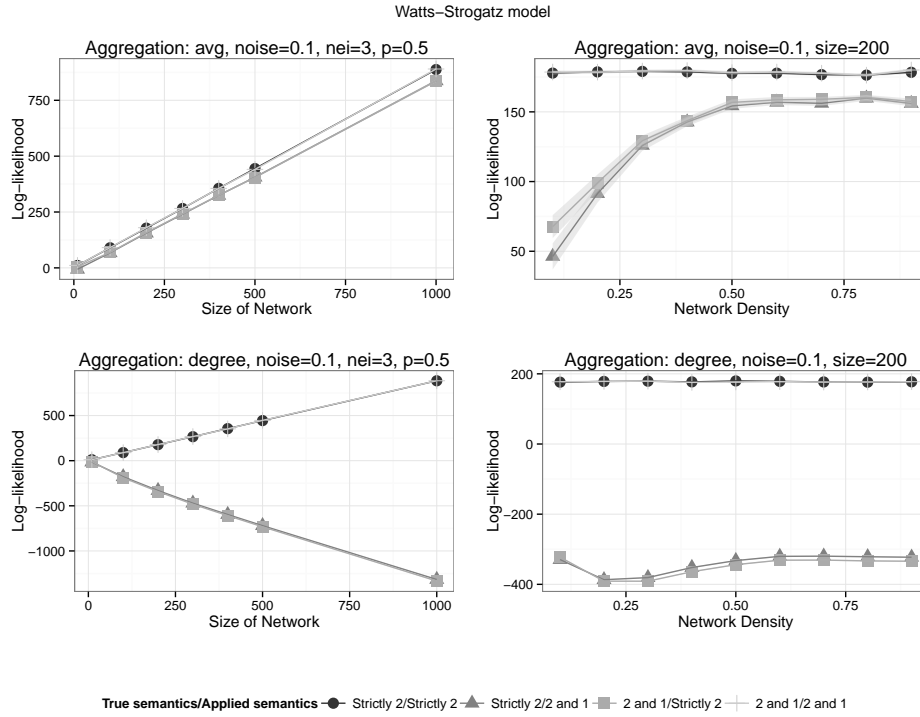 Watts−Strogatz model
Aggregation: avg, noise=0.1, nei=3, p=0.5
Log−likelihood
750
500
250
0
0
250
500
750
1000
Size of Network
Aggregation: avg, noise=0.1, size=200
Log−likelihood
150
100
50
0.25
0.50
0.75
Network Density
Aggregation: degree, noise=0.1, nei=3, p=0.5
Log−likelihood
500
0
−500
−1000
0
250
500
750
1000
Size of Network
Aggregation: degree, noise=0.1, size=200
Log−likelihood
200
0
−200
−400
0.25
0.50
0.75
Network Density
True semantics/Applied semantics Strictly 2/Strictly 2 Strictly 2/2 and 1 2 and 1/Strictly 2 2 and 1/2 and 1